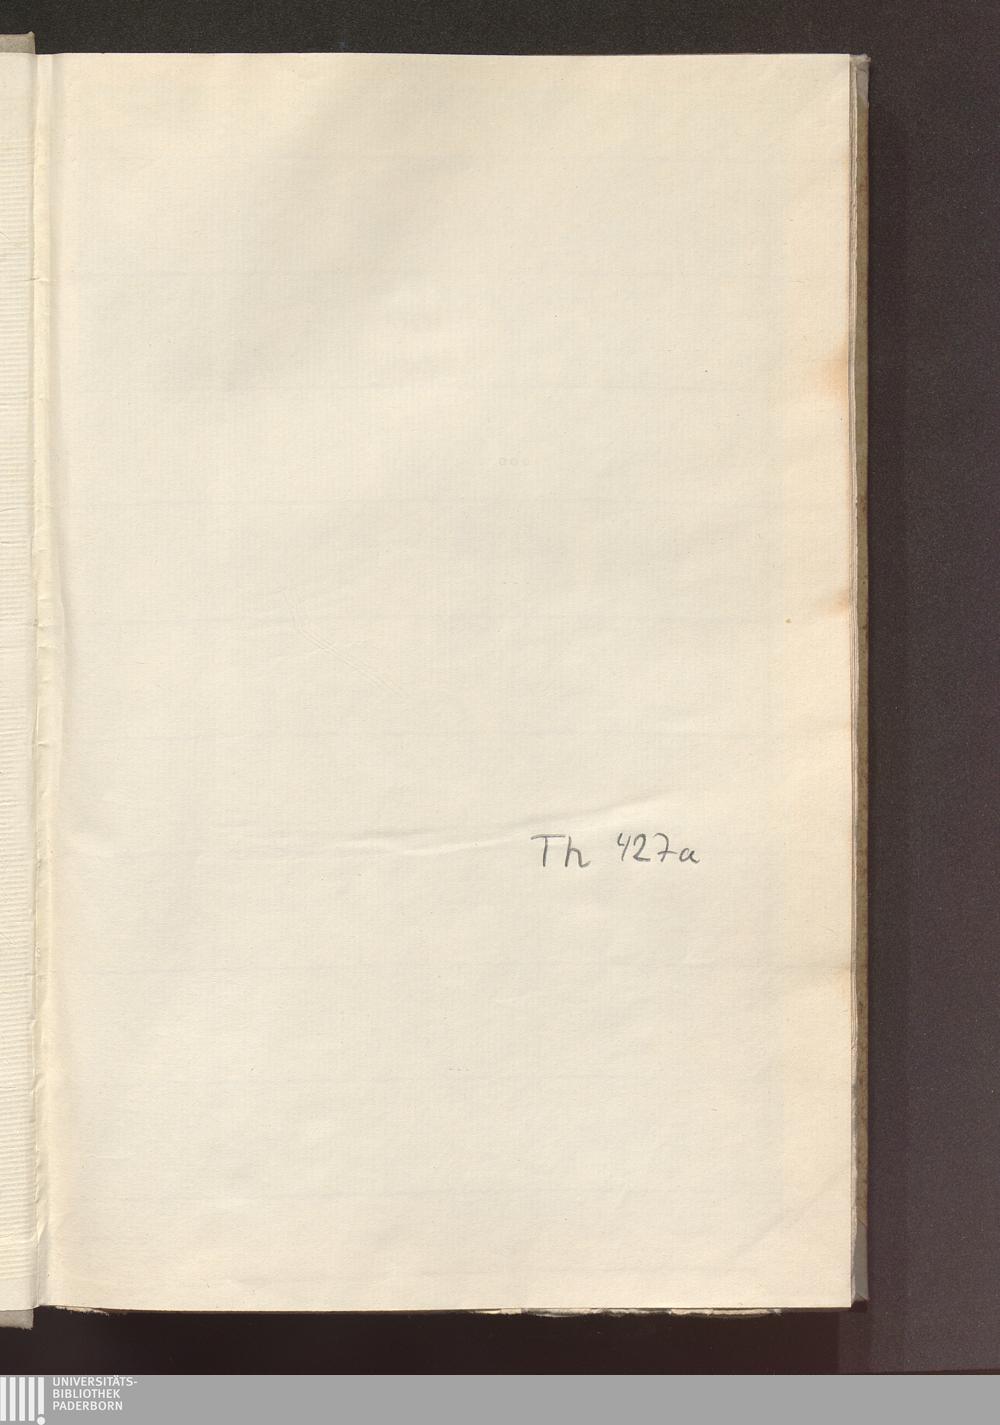 Th 427a
UNIVERSITÄTS-
BIBLIOTHEK
PADERBORN